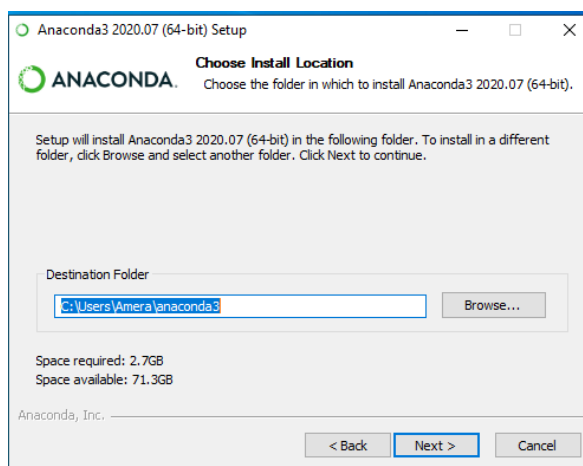 Anaconda3 2020.07 (64-bit) Setup
ANACONDA.
Choose Install Location
Choose the folder in which to install Anaconda3 2020.07 (64-bit).
Setup will install Anaconda3 2020.07 (64-bit) in the following folder. To install in a different
folder, click Browse and select another folder. Click Next to continue.
Destination Folder
C:\Users\Amera\anaconda3
Browse...
Space required: 2.7GB
Space available: 71.3GB
Anaconda, Inc.
< Back
Next >
Cancel